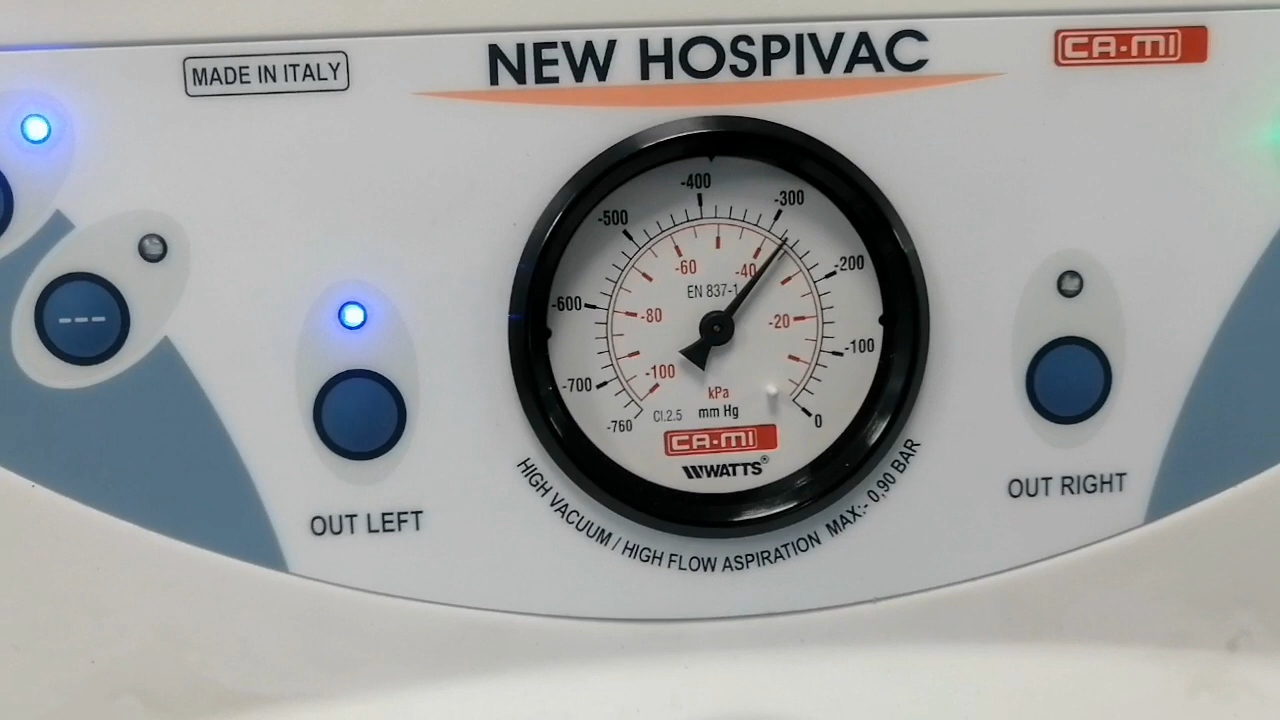 MADE IN ITALY
NEW HOSPIVAC
CA-MI
-400
-300
-500
-200
-60
-40
EN 837-1
-600
-80
-20
-100
-700
-100
kPa
Cl.2.5
mm Hg
-760
0
CA-MI
WATTS®
HIGH VACUUM / HIGH FLOW ASPIRATION MAX:- 0,90 BAR
OUT LEFT
OUT RIGHT